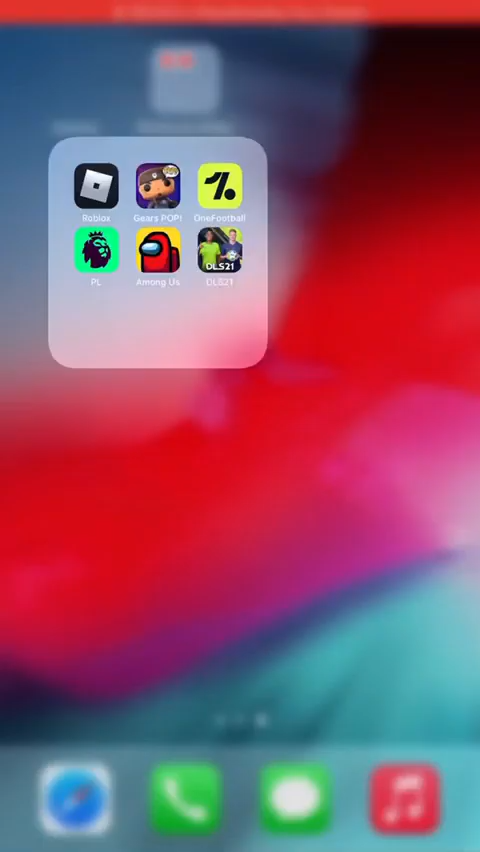 Roblox
Gears POP!
OneFootball
PL
Among Us
DLS21
DLS21